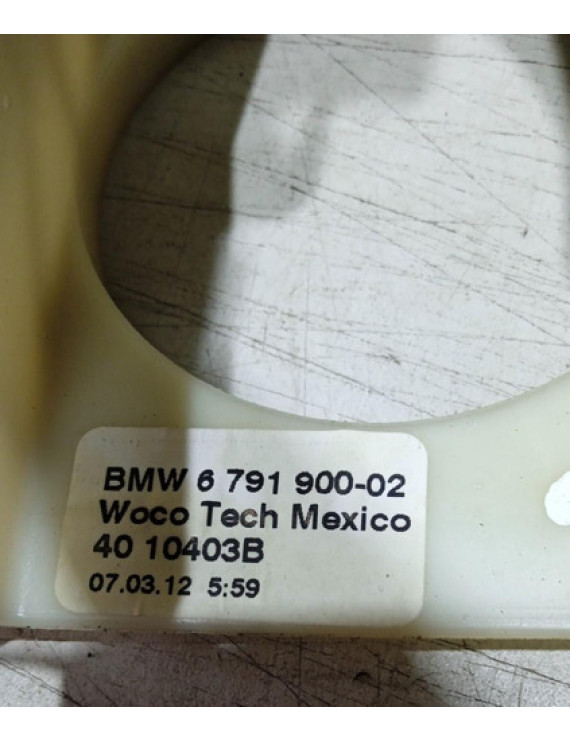 BMW 6 791 900-02
Woco Tech Mexico
40 10403B
07.03.12 5:59